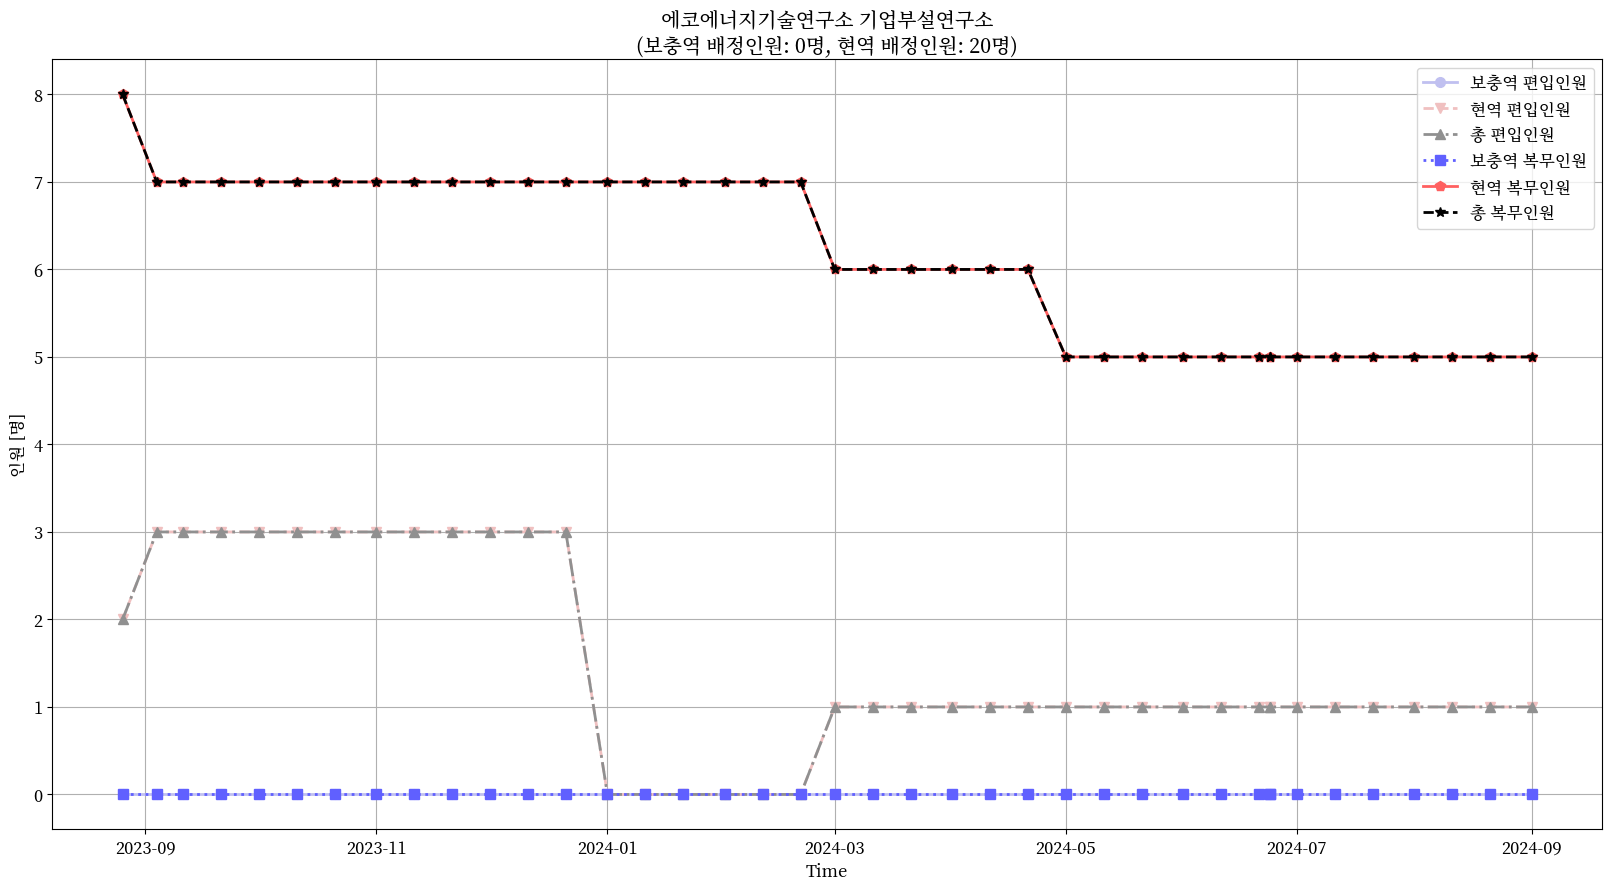 에코에너지기술연구소 기업부설연구소
(보충역 배정인원: 0명, 현역 배정인원: 20명)
보충역 편입인원
현역 편입인원
총 편입인원
보충역 복무인원
현역 복무인원
총 복무인원
인원 [명]
8
7
6
5
4
3
2
1
0
2023-09 2023-11 2024-01 2024-03 2024-05 2024-07 2024-09
Time